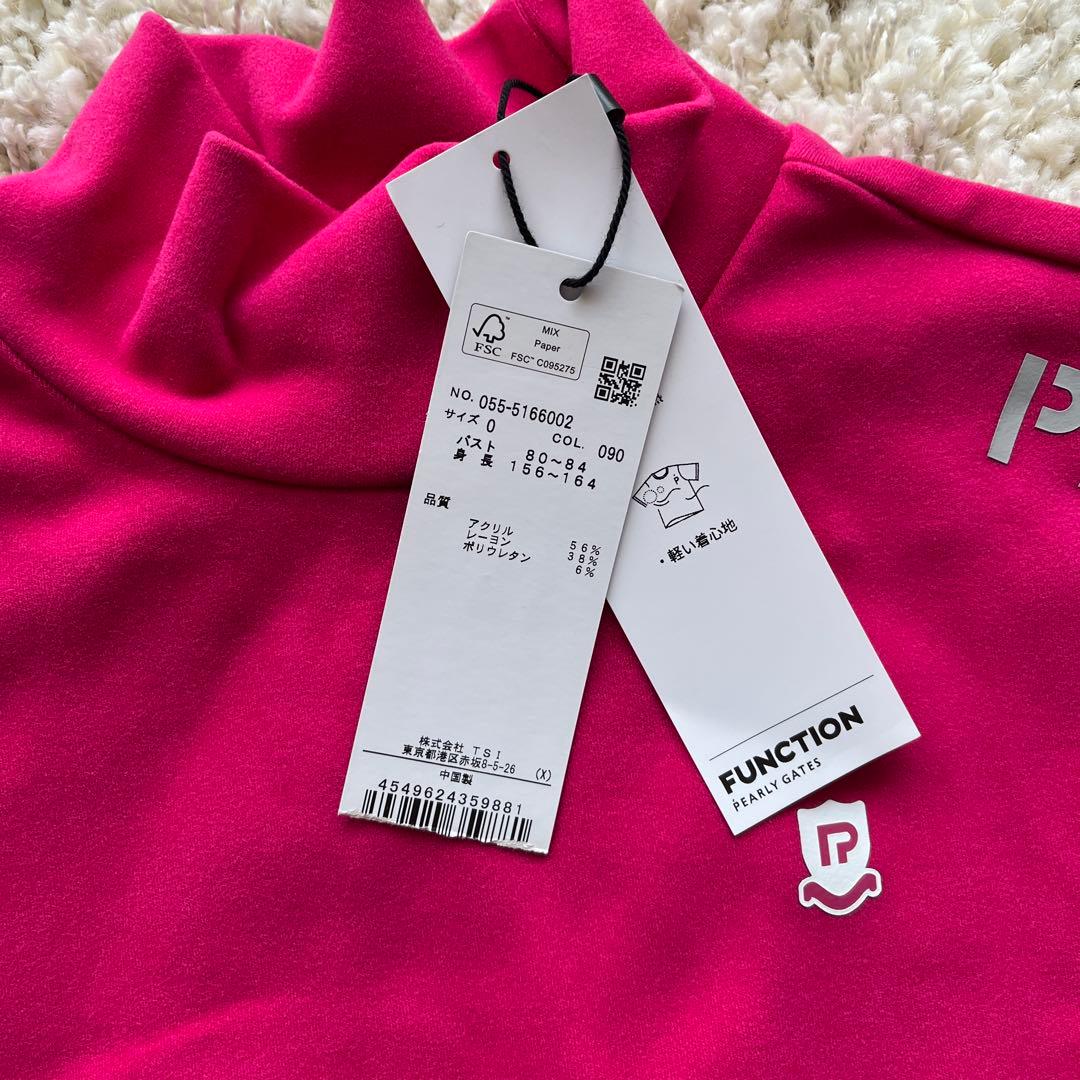 MIX
Paper
FSC™ C095275
FSC
NO. 055-5166002
サイズ 0
COL. 090
バスト 80～84
身 長 156～164
品質
アクリル 56%
レーヨン 38%
ポリウレタン 6%
株式会社 TSI
東京都港区赤坂8-5-26 (X)
中国製
4549624359881
P
・軽い着心地
FUNCTION
PEARLY GATES
P
P